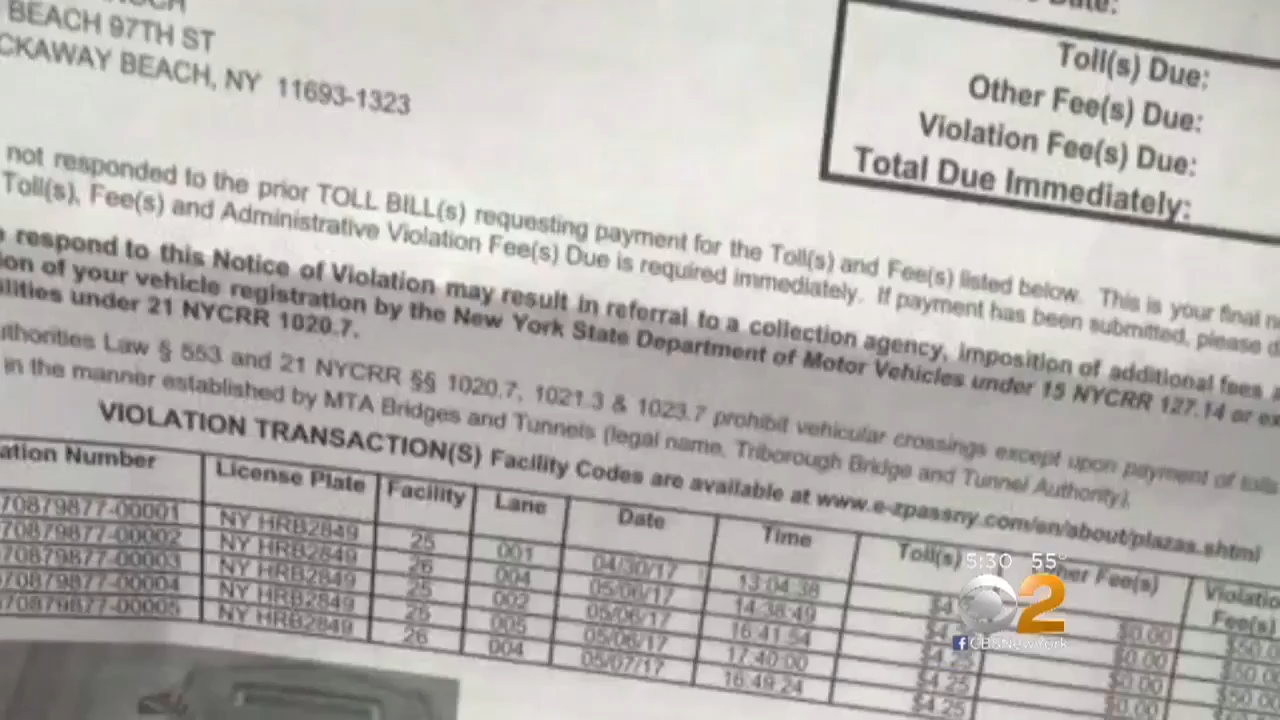 BEACH 97TH ST
CKAWAY BEACH, NY 11693-1323
Date:
Toll(s) Due:
Other Fee(s) Due:
Violation Fee(s) Due:
Total Due Immediately:
not responded to the prior TOLL BILL(s) requesting payment for the Toll(s) and Fee(s) listed below. This is your final
Toll(s), Fee(s) and Administrative Violation Fee(s) Due is required immediately. If payment has been submitted, please
respond to this Notice of Violation may result in referral to a collection agency, imposition of additional fees
ion of your vehicle registration by the New York State Department of Motor Vehicles under 15 NYCRR 127.14 or
ilities under 21 NYCRR 1020.7.
uthorities Law § 553 and 21 NYCRR §§ 1020.7, 1021.3 & 1023.7 prohibit vehicular crossings except upon payment of tolls
in the manner established by MTA Bridges and Tunnels (legal name, Triborough Bridge and Tunnel Authority).
VIOLATION TRANSACTION(S) Facility Codes are available at www.e-zpassny.com/en/about/plazas.shtml
ation Number License Plate Facility Lane Date Time Toll(s) her Fee(s) Violatio
Fee(s)
70879877-00001 NY HRB2849 25 001 04/30/17 13:04:38 $4 $0.00 $50.0
70879877-00002 NY HRB2849 26 004 05/06/17 14:38:49 $0.00 $50.00
70879877-00003 NY HRB2849 25 002 05/06/17 16:41:54 $4.25 $0.00 $50.00
70879877-00004 NY HRB2849 25 005 05/06/17 17:40:00 $4.25 $0.00
70879877-00005 NY HRB2849 26 004 05/07/17 16:49:24 $4.25
5:30 55°
2
CBSNewYork